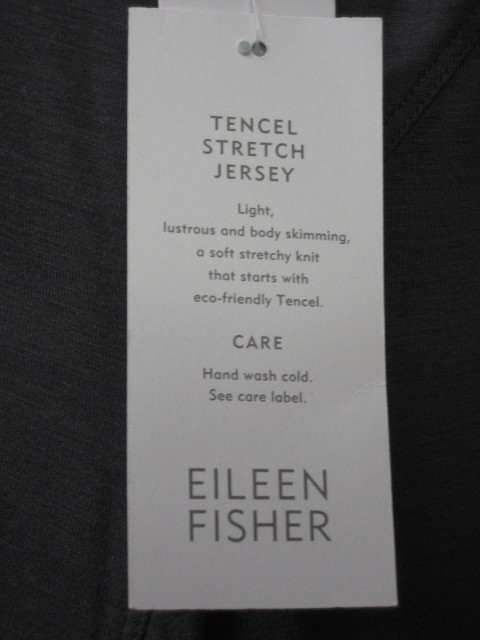 TENCEL
STRETCH
JERSEY
Light,
lustrous and body skimming,
a soft stretchy knit
that starts with
eco-friendly Tencel.
CARE
Hand wash cold.
See care label.
EILEEN
FISHER